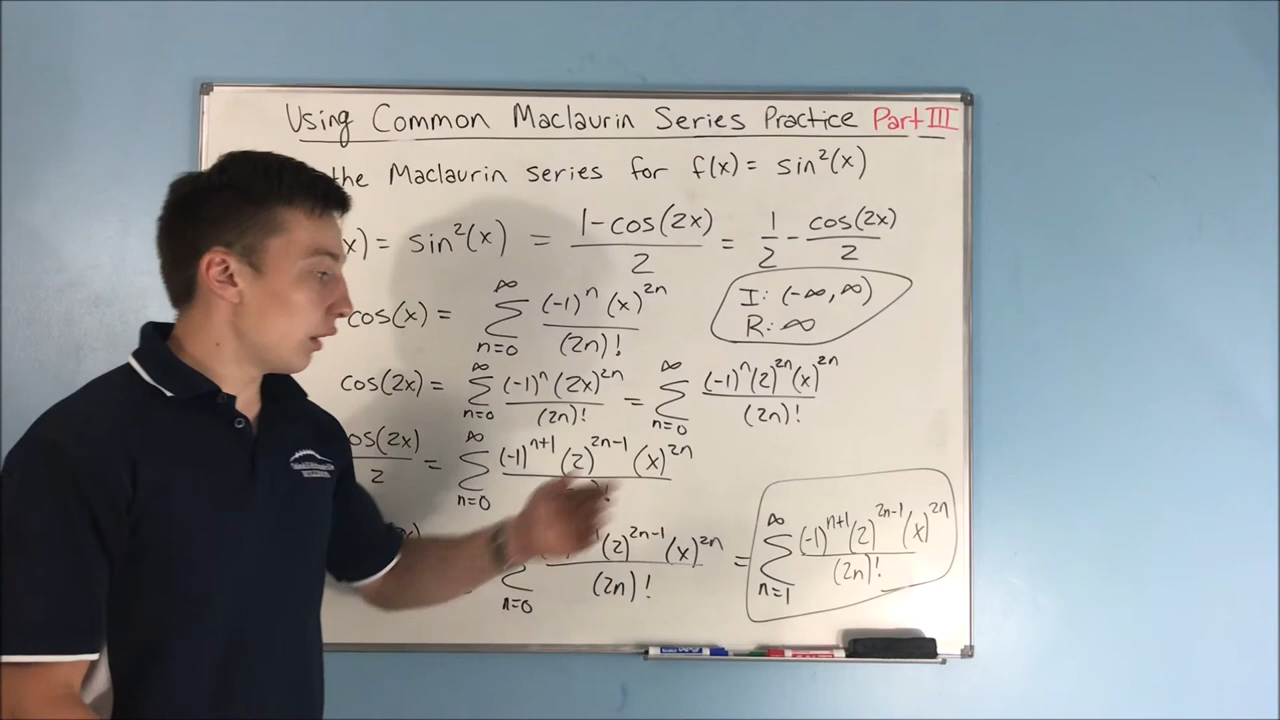 Using Common Maclaurin Series Practice Part III
the Maclaurin series for f(x) = sin²(x)
x) = sin²(x) = (1-cos(2x))/2 = 1/2 - cos(2x)/2
cos(x) = ∞ Σ n=0 (-1)^n (x)^2n / (2n)!
I: (-∞, ∞)
R: ∞
cos(2x) = ∞ Σ n=0 (-1)^n (2x)^2n / (2n)! = ∞ Σ n=0 (-1)^n (2)^2n (x)^2n / (2n)!
os(2x)/2 = ∞ Σ n=0 (-1)^n+1 (2)^2n-1 (x)^2n / !
Σ n=0 (2)^2n-1 (x)^2n / (2n)! = ∞ Σ n=1 (-1)^n+1 (2)^2n-1 (x)^2n / (2n)!